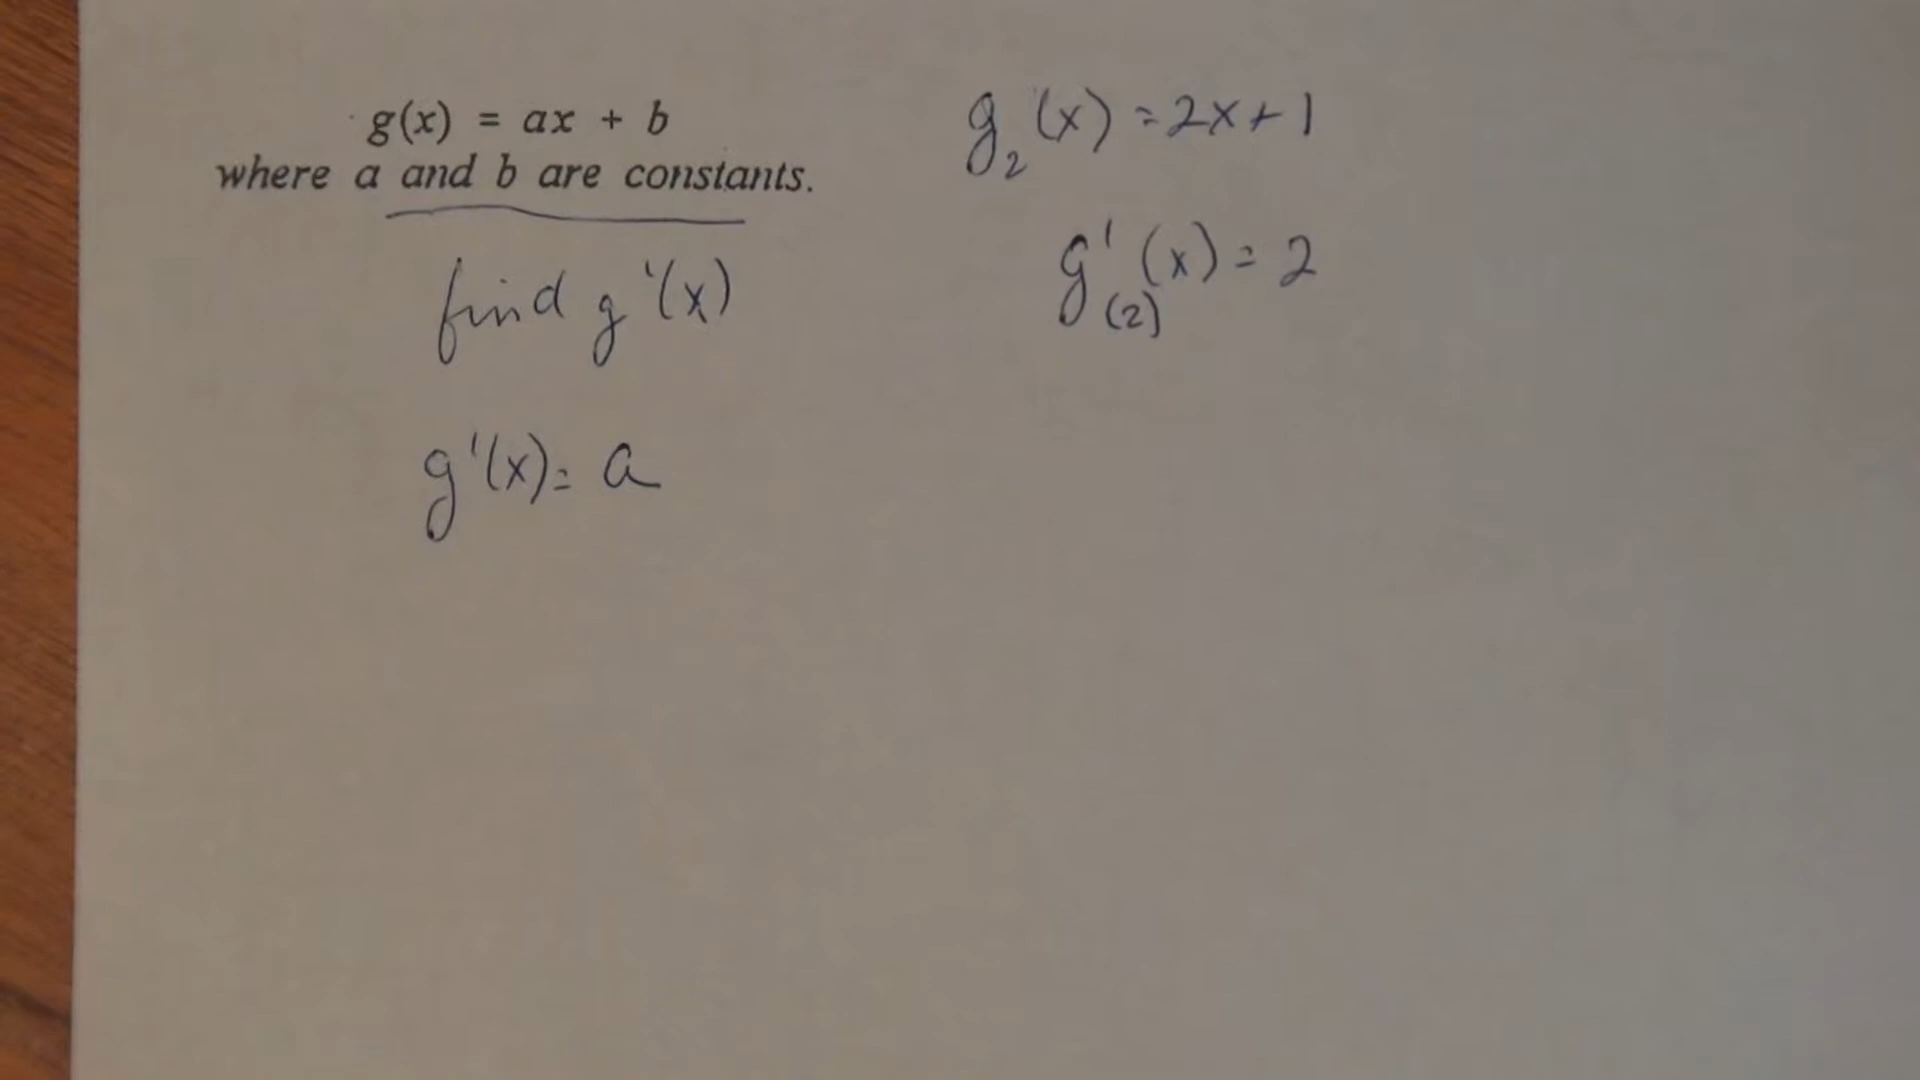 g(x) = ax + b
where a and b are constants.
find g'(x)
g'(x) = a
g₂(x) = 2x + 1
g'₍₂₎(x) = 2